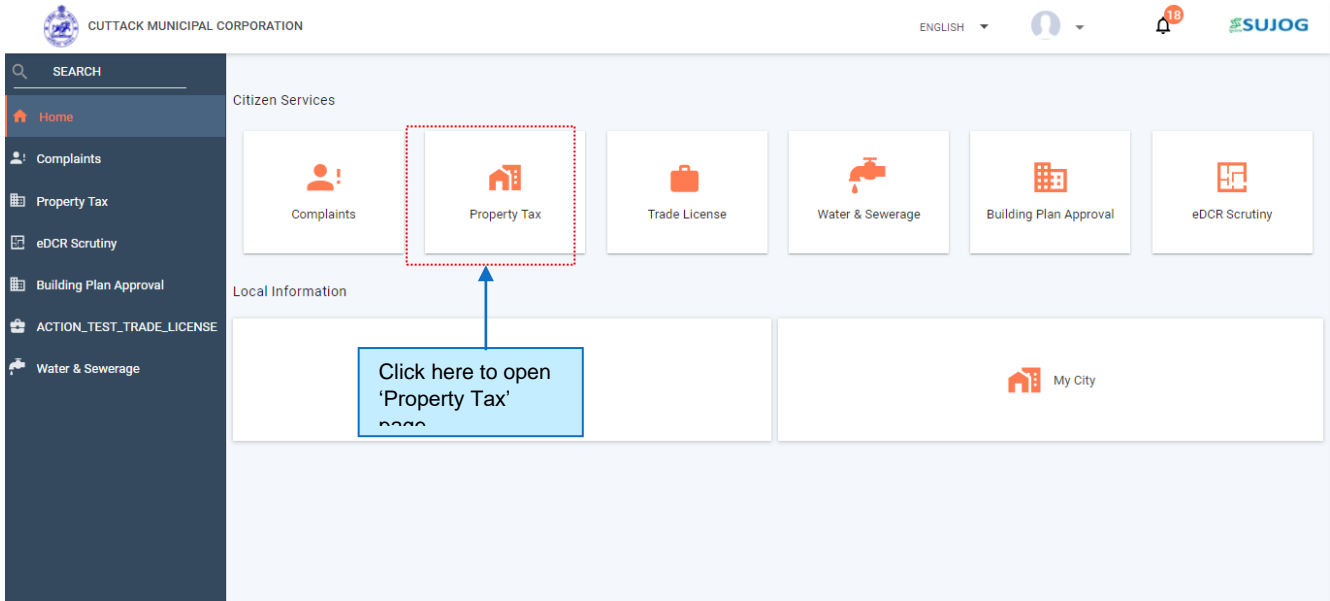 CUTTACK MUNICIPAL CORPORATION
ENGLISH
18
SUJOG
SEARCH
Home
Complaints
Property Tax
eDCR Scrutiny
Building Plan Approval
ACTION_TEST_TRADE_LICENSE
Water & Sewerage
Citizen Services
Complaints
Property Tax
Trade License
Water & Sewerage
Building Plan Approval
eDCR Scrutiny
Local Information
Click here to open
‘Property Tax’
page
My City